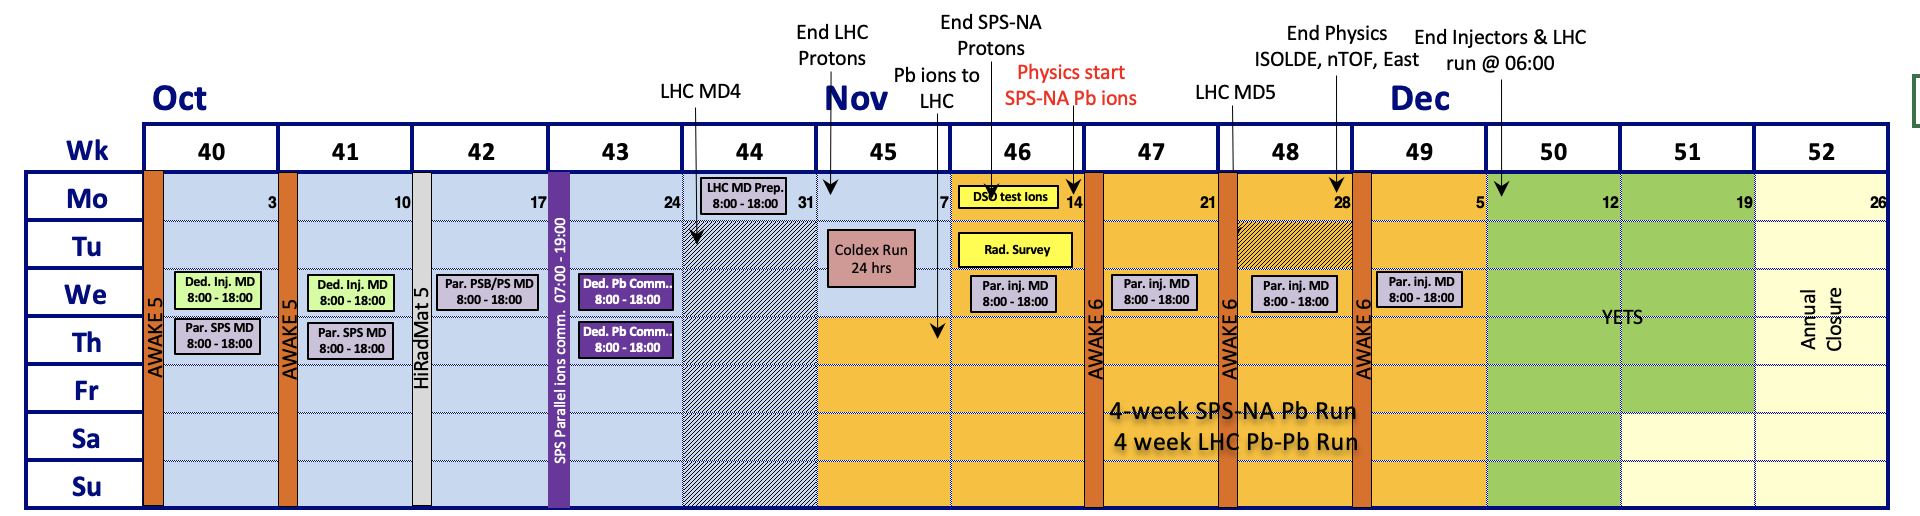 End LHC
Protons
End SPS-NA
Protons
End Physics
ISOLDE, nTOF, East
End Injectors & LHC
run @ 06:00
Pb ions to
LHC
Physics start
SPS-NA Pb ions
LHC MD4
LHC MD5
Oct
Nov
Dec
Wk 40 41 42 43 44 45 46 47 48 49 50 51 52
Mo 3 10 17 24 31 7 14 21 28 5 12 19 26
LHC MD Prep.
8:00 - 18:00
DSO test Ions
Tu
Coldex Run
24 hrs
Rad. Survey
We
Ded. Inj. MD
8:00 - 18:00
Ded. Inj. MD
8:00 - 18:00
Par. PSB/PS MD
8:00 - 18:00
Ded. Pb Comm..
8:00 - 18:00
Par. inj. MD
8:00 - 18:00
Par. inj. MD
8:00 - 18:00
Par. inj. MD
8:00 - 18:00
Par. inj. MD
8:00 - 18:00
Th
Par. SPS MD
8:00 - 18:00
Par. SPS MD
8:00 - 18:00
Ded. Pb Comm..
8:00 - 18:00
Fr
Sa
Su
AWAKE 5
AWAKE 5
HiRadMat 5
SPS Parallel ions comm. 07:00 - 19:00
AWAKE 6
AWAKE 6
AWAKE 6
4-week SPS-NA Pb Run
4 week LHC Pb-Pb Run
YETS
Annual
Closure